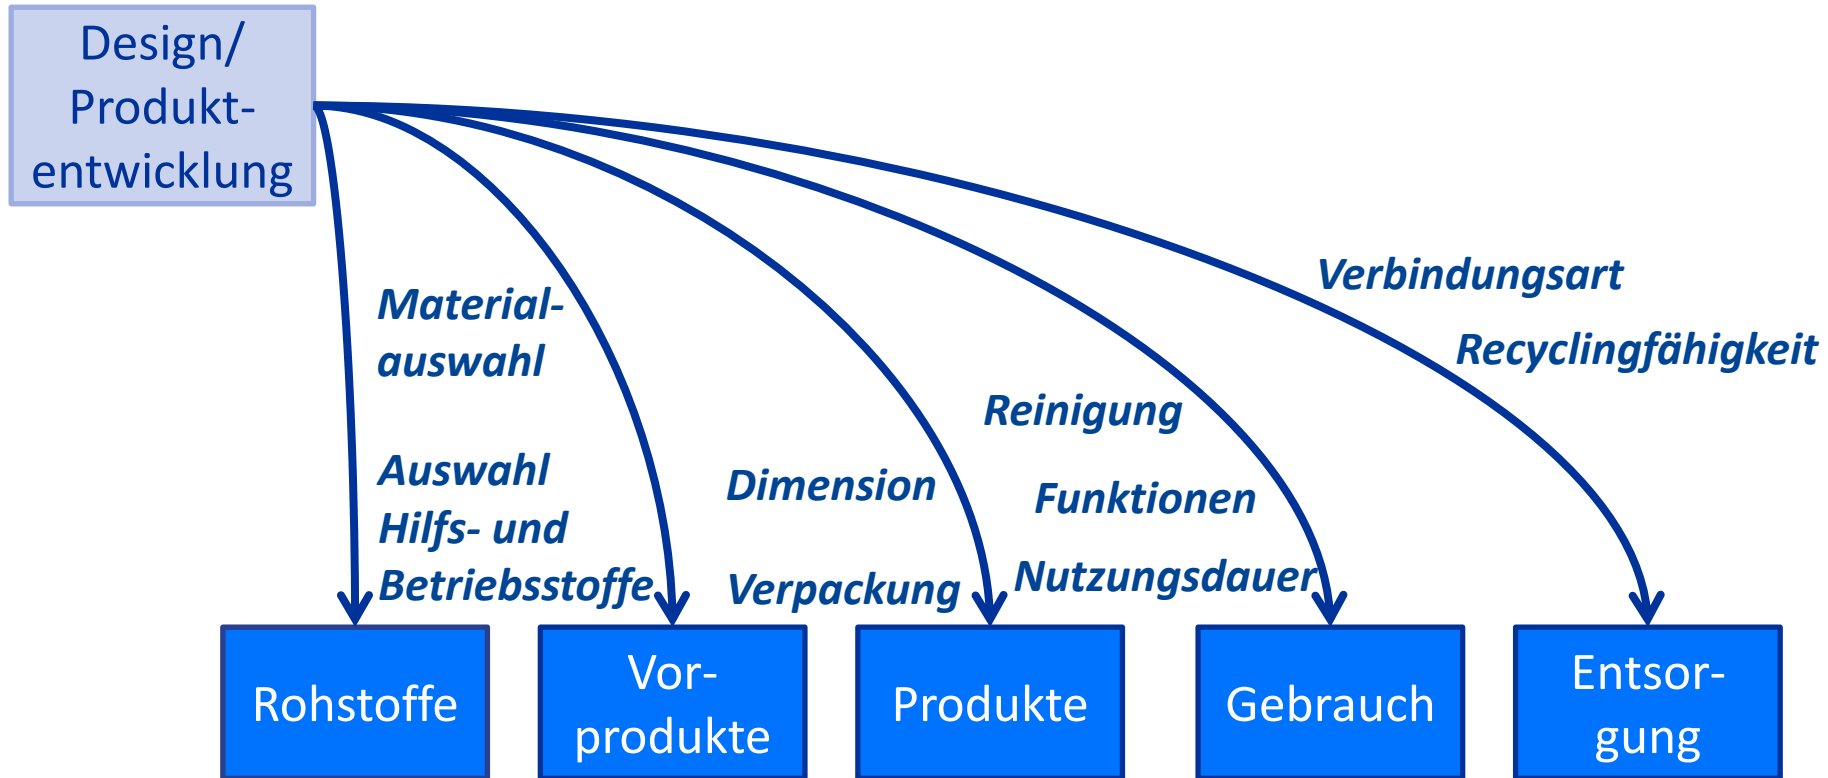 Design/
Produkt-
entwicklung
Material-
auswahl
Auswahl
Hilfs- und
Betriebsstoffe
Dimension
Verpackung
Reinigung
Funktionen
Nutzungsdauer
Verbindungsart
Recyclingfähigkeit
Rohstoffe
Vor-
produkte
Produkte
Gebrauch
Entsor-
gung